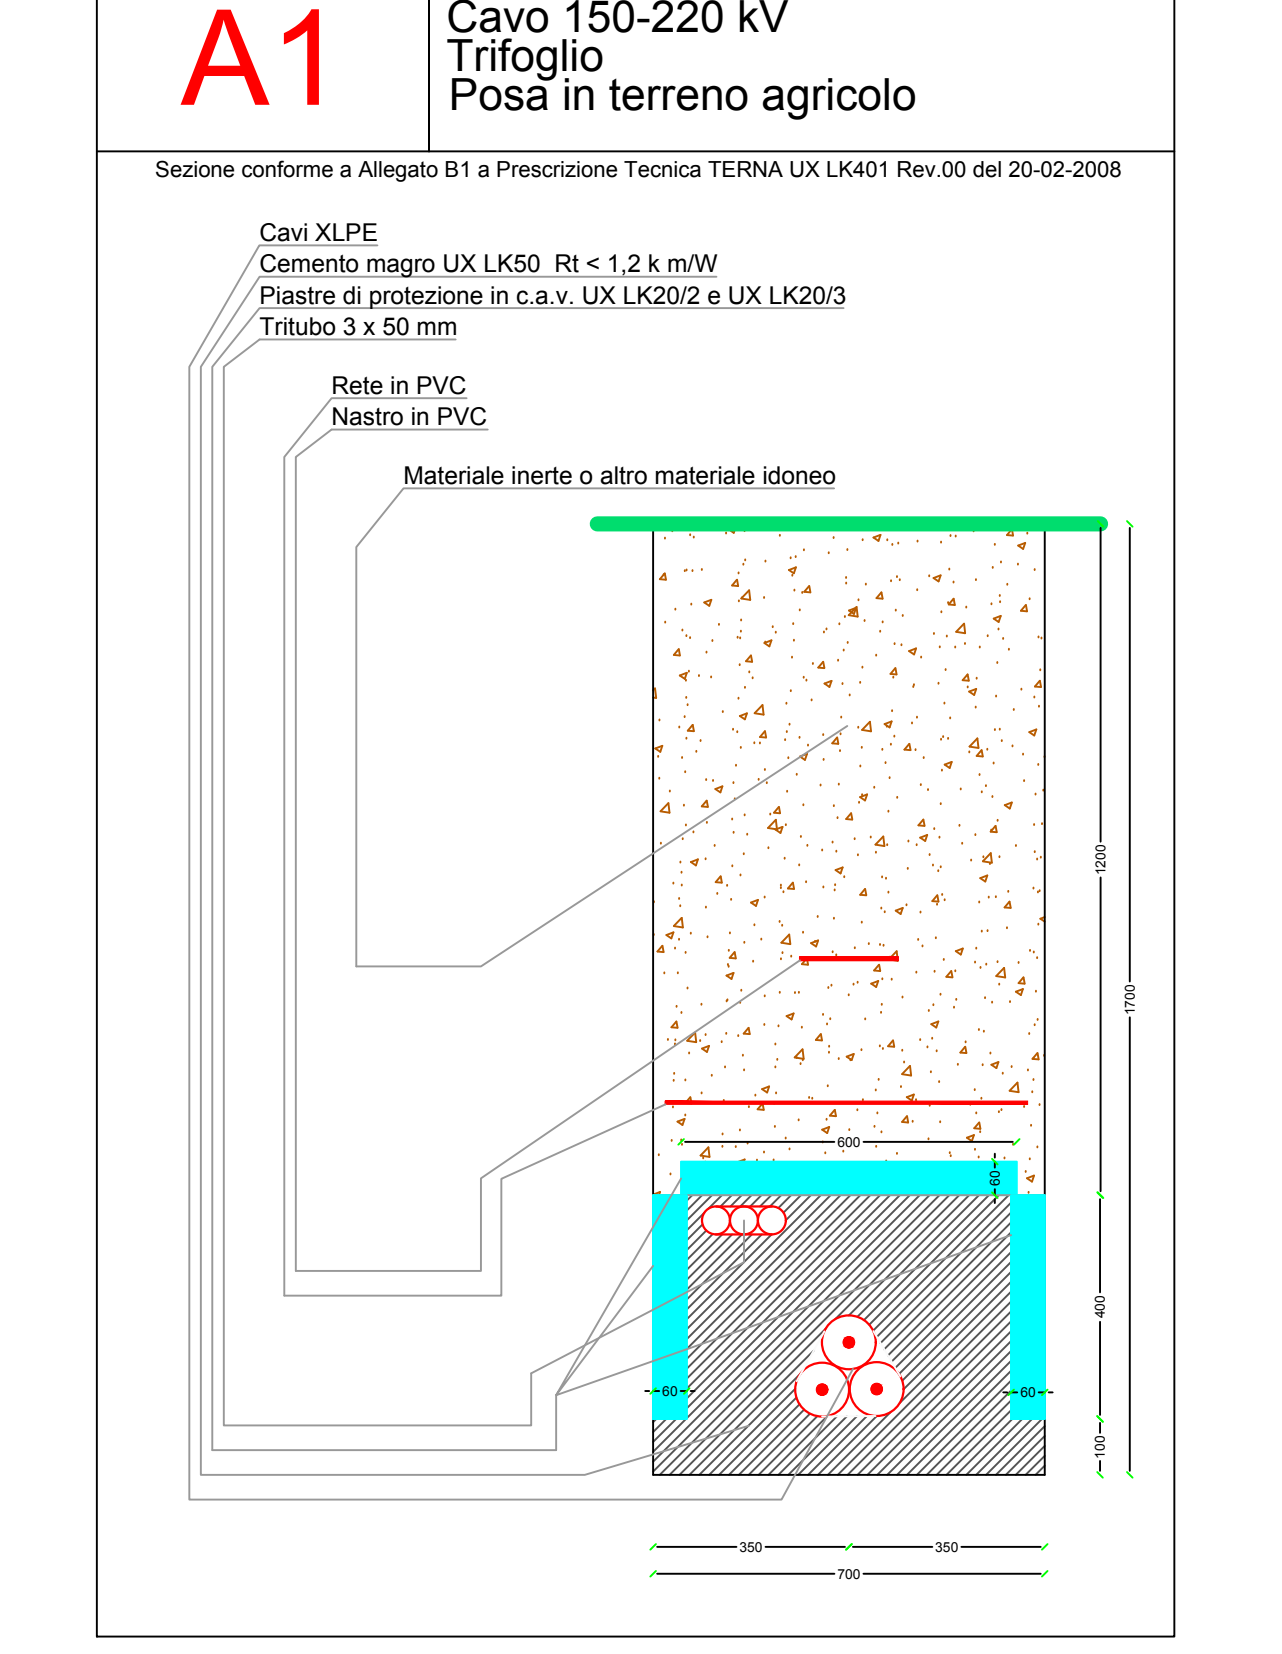 A1
Cavo 150-220 kV
Trifoglio
Posa in terreno agricolo
Sezione conforme a Allegato B1 a Prescrizione Tecnica TERNA UX LK401 Rev.00 del 20-02-2008
Cavi XLPE
Cemento magro UX LK50 Rt < 1,2 k m/W
Piastre di protezione in c.a.v. UX LK20/2 e UX LK20/3
Tritubo 3 x 50 mm
Rete in PVC
Nastro in PVC
Materiale inerte o altro materiale idoneo
1200
1700
600
60
400
60
60
100
350
350
700